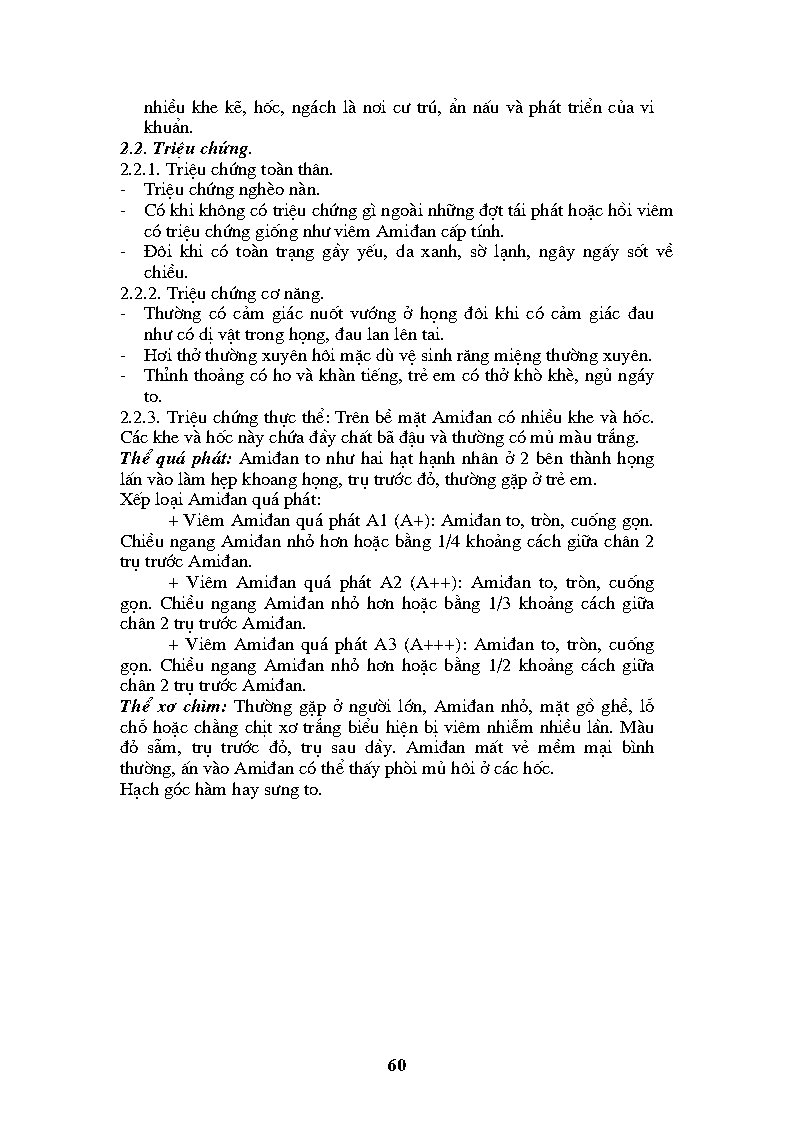 nhiều khe kẽ, hốc, ngách là nơi cư trú, ẩn nấu và phát triển của vi
khuẩn.
2.2. Triệu chứng.
2.2.1. Triệu chứng toàn thân.
- Triệu chứng nghèo nàn.
- Có khi không có triệu chứng gì ngoài những đợt tái phát hoặc hồi viêm
có triệu chứng giống như viêm Amiđan cấp tính.
- Đôi khi có toàn trạng gầy yếu, da xanh, sờ lạnh, ngây ngấy sốt về
chiều.
2.2.2. Triệu chứng cơ năng.
- Thường có cảm giác nuốt vướng ở họng đôi khi có cảm giác đau
như có dị vật trong họng, đau lan lên tai.
- Hơi thở thường xuyên hôi mặc dù vệ sinh răng miệng thường xuyên.
- Thỉnh thoảng có ho và khàn tiếng, trẻ em có thở khò khè, ngủ ngáy
to.
2.2.3. Triệu chứng thực thể: Trên bề mặt Amiđan có nhiều khe và hốc.
Các khe và hốc này chứa đầy chất bã đậu và thường có mủ màu trắng.
Thể quá phát: Amiđan to như hai hạt hạnh nhân ở 2 bên thành họng
lấn vào làm hẹp khoang họng, trụ trước đỏ, thường gặp ở trẻ em.
Xếp loại Amiđan quá phát:
+ Viêm Amiđan quá phát A1 (A+): Amiđan to, tròn, cuống gọn.
Chiều ngang Amiđan nhỏ hơn hoặc bằng 1/4 khoảng cách giữa chân 2
trụ trước Amiđan.
+ Viêm Amiđan quá phát A2 (A++): Amiđan to, tròn, cuống
gọn. Chiều ngang Amiđan nhỏ hơn hoặc bằng 1/3 khoảng cách giữa
chân 2 trụ trước Amiđan.
+ Viêm Amiđan quá phát A3 (A+++): Amiđan to, tròn, cuống
gọn. Chiều ngang Amiđan nhỏ hơn hoặc bằng 1/2 khoảng cách giữa
chân 2 trụ trước Amiđan.
Thể xơ chìm: Thường gặp ở người lớn, Amiđan nhỏ, mặt gồ ghề, lỗ
chỗ hoặc chằng chịt xơ trắng biểu hiện bị viêm nhiễm nhiều lần. Màu
đỏ sẫm, trụ trước đỏ, trụ sau dầy. Amiđan mất vẻ mềm mại bình
thường, ấn vào Amiđan có thể thấy phòi mủ hôi ở các hốc.
Hạch góc hàm hay sưng to.
60